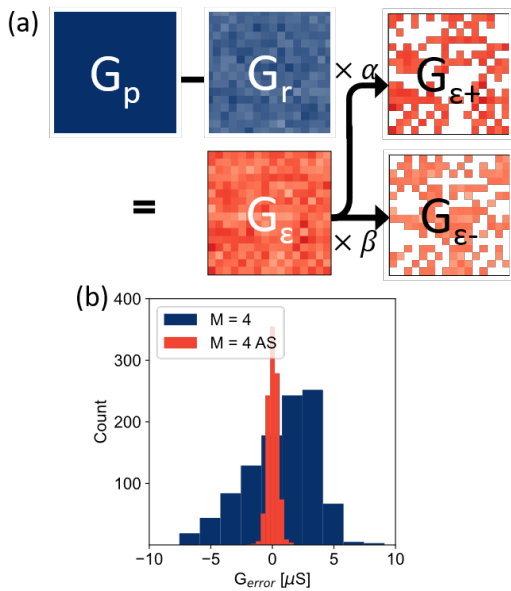 (a)
Gp − Gr × α Gε+
= Gε × β Gε-
(b)
400
300
200
100
Count
M = 4
M = 4 AS
−10 −5 0 5 10
Gerror [μS]